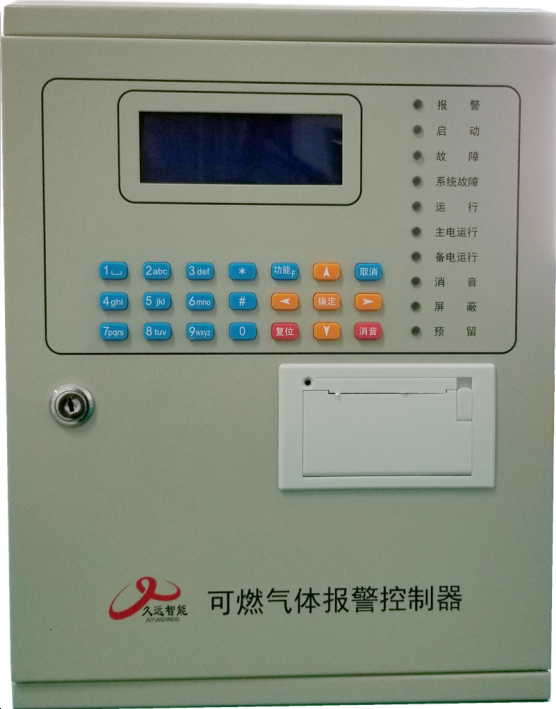 报 警
启 动
故 障
系统故障
运 行
主电运行
备电运行
消 音
屏 蔽
预 留
1 2abc 3def * 功能F 取消
4ghi 5jkl 6mno # 确定
7pqrs 8tuv 9wxyz 0 复位 消音
久远智能
可燃气体报警控制器